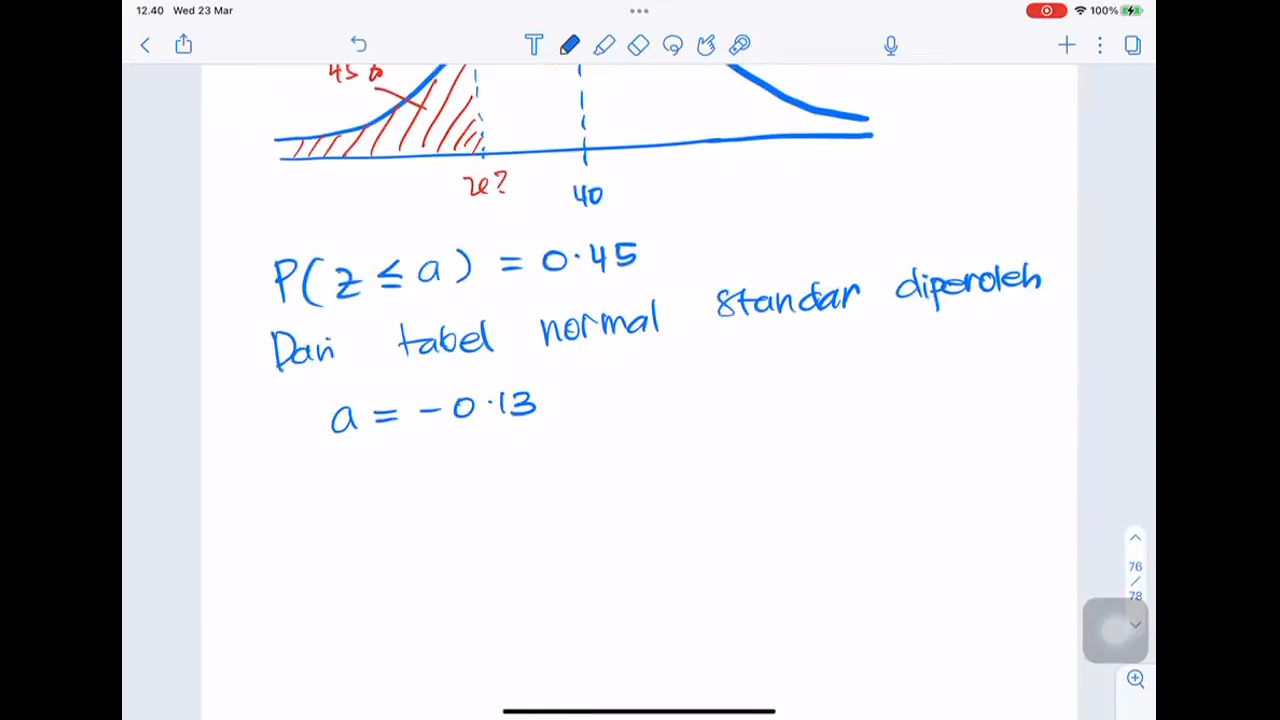 12.40 Wed 23 Mar
100%
45 %
x?
40
P(z ≤ a) = 0.45
Dari tabel normal standar diperoleh
a = -0.13
76
/
78